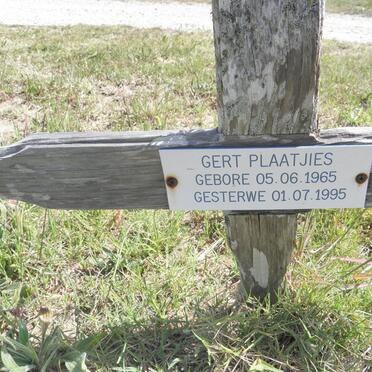 GERT PLAATJIES
GEBORE 05.06.1965
GESTERWE 01.07.1995